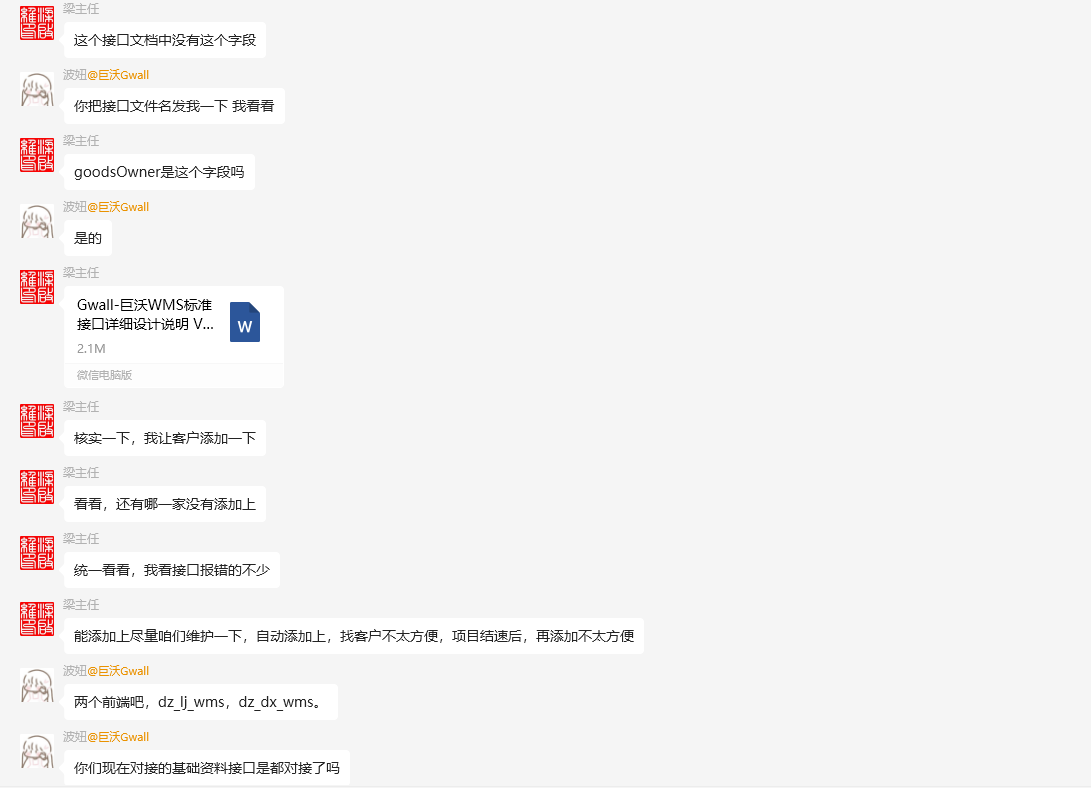 梁主任
这个接口文档中没有这个字段
波妞@巨沃Gwall
你把接口文件名发我一下 我看看
梁主任
goodsOwner是这个字段吗
波妞@巨沃Gwall
是的
梁主任
Gwall-巨沃WMS标准
接口详细设计说明 V...
W
2.1M
微信电脑版
梁主任
核实一下，我让客户添加一下
梁主任
看看，还有哪一家没有添加上
梁主任
统一看看，我看接口报错的不少
梁主任
能添加上尽量咱们维护一下，自动添加上，找客户不太方便，项目结速后，再添加不太方便
波妞@巨沃Gwall
两个前端吧，dz_lj_wms，dz_dx_wms。
波妞@巨沃Gwall
你们现在对接的基础资料接口是都对接了吗